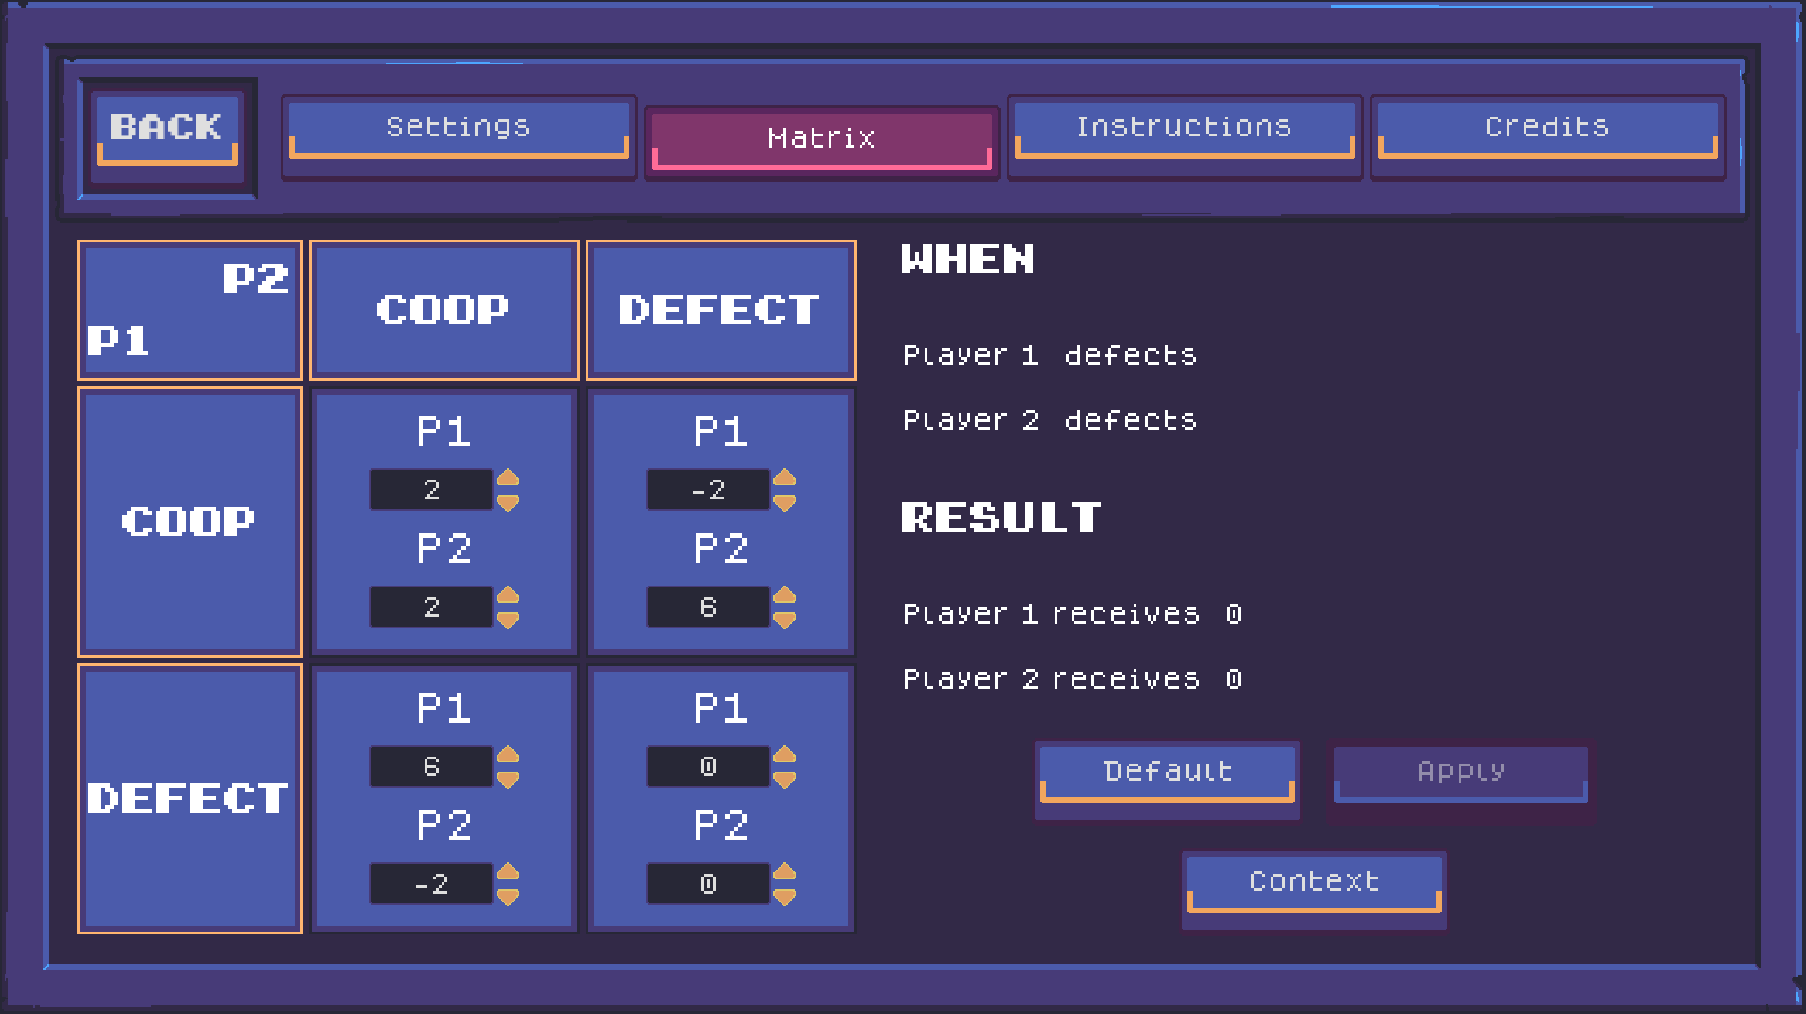 BACK
Settings
Matrix
Instructions
Credits
P2
P1
COOP
DEFECT
COOP
P1
2
P2
2
P1
-2
P2
6
DEFECT
P1
6
P2
-2
P1
0
P2
0
WHEN
Player 1 defects
Player 2 defects
RESULT
Player 1 receives 0
Player 2 receives 0
Default
Apply
Context